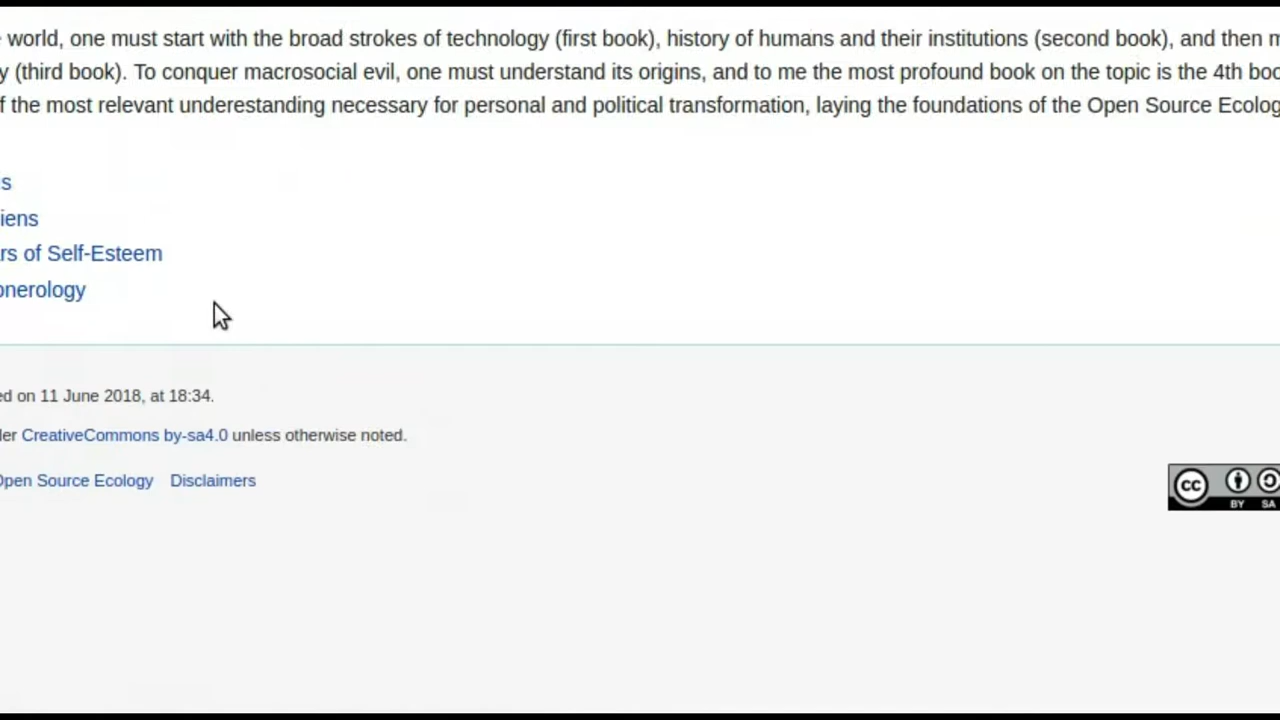 world, one must start with the broad strokes of technology (first book), history of humans and their institutions (second book), and then
y (third book). To conquer macrosocial evil, one must understand its origins, and to me the most profound book on the topic is the 4th boo
f the most relevant underestanding necessary for personal and political transformation, laying the foundations of the Open Source Ecolog
s
iens
rs of Self-Esteem
onerology
ed on 11 June 2018, at 18:34.
der CreativeCommons by-sa4.0 unless otherwise noted.
Open Source Ecology Disclaimers
cc
BY SA